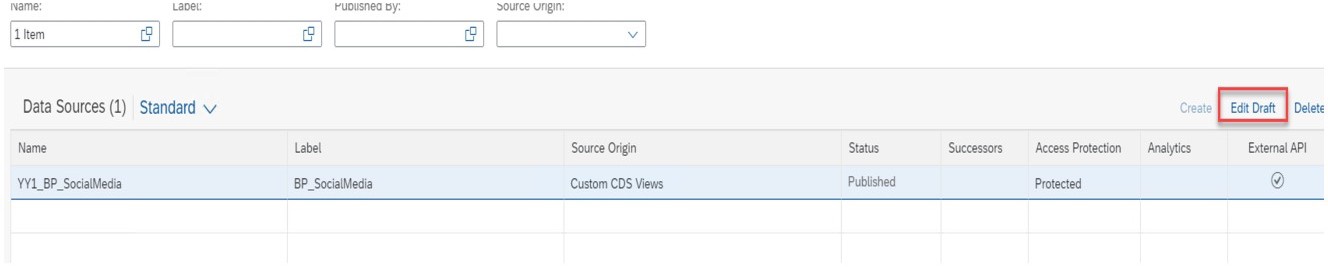 Name: Label: Published By: Source Origin:
1 Item
Data Sources (1) Standard
Create Edit Draft Delete
Name Label Source Origin Status Successors Access Protection Analytics External API
YY1_BP_SocialMedia BP_SocialMedia Custom CDS Views Published Protected